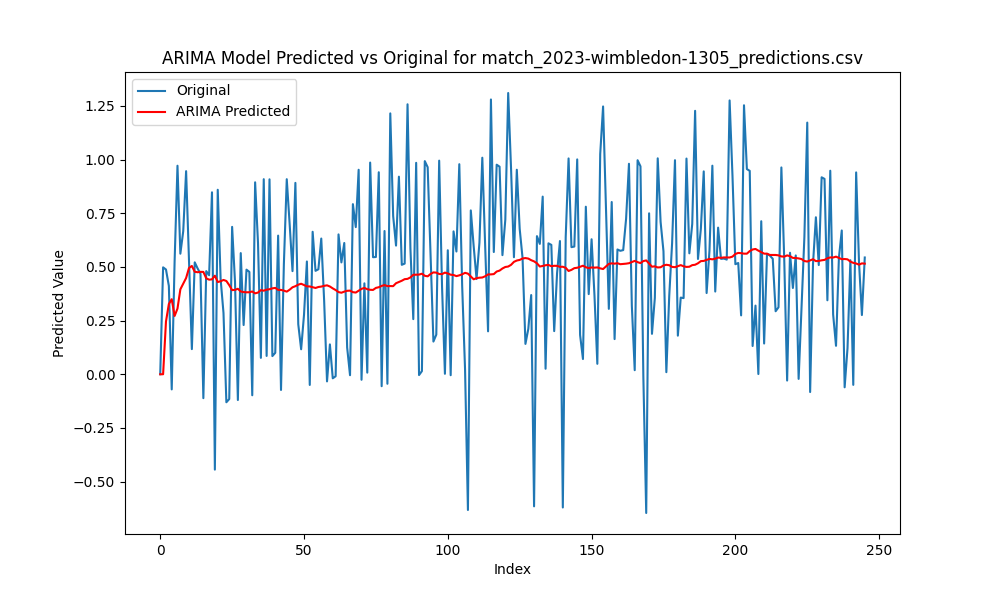 ARIMA Model Predicted vs Original for match_2023-wimbledon-1305_predictions.csv
Original
ARIMA Predicted
1.25
1.00
0.75
0.50
0.25
0.00
−0.25
−0.50
Predicted Value
0 50 100 150 200 250
Index